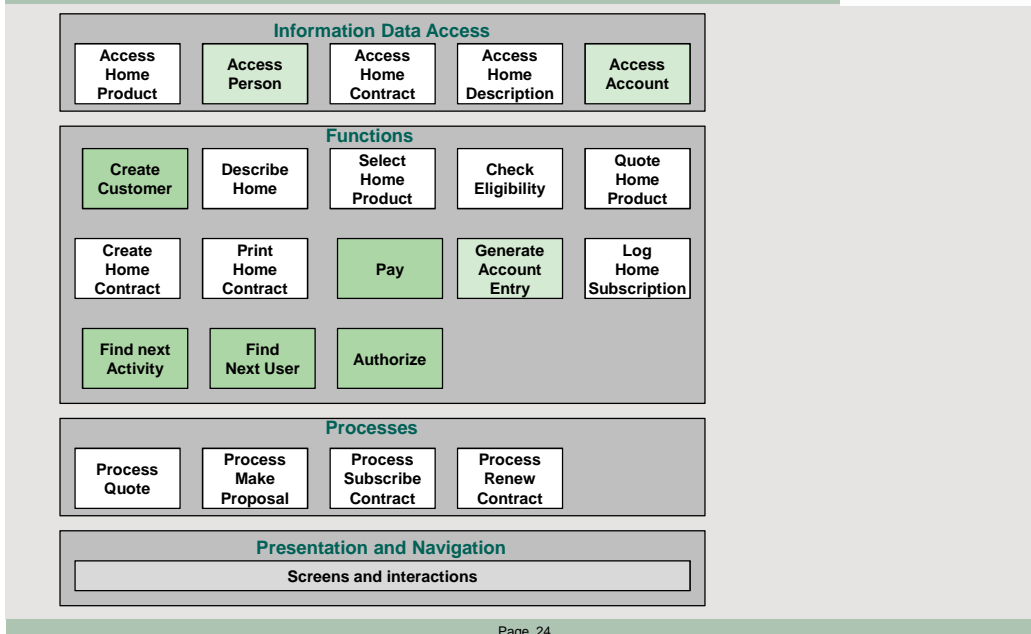 Information Data Access
Access
Home
Product
Access
Person
Access
Home
Contract
Access
Home
Description
Access
Account
Functions
Create
Customer
Describe
Home
Select
Home
Product
Check
Eligibility
Quote
Home
Product
Create
Home
Contract
Print
Home
Contract
Pay
Generate
Account
Entry
Log
Home
Subscription
Find next
Activity
Find
Next User
Authorize
Processes
Process
Quote
Process
Make
Proposal
Process
Subscribe
Contract
Process
Renew
Contract
Presentation and Navigation
Screens and interactions
Page 24